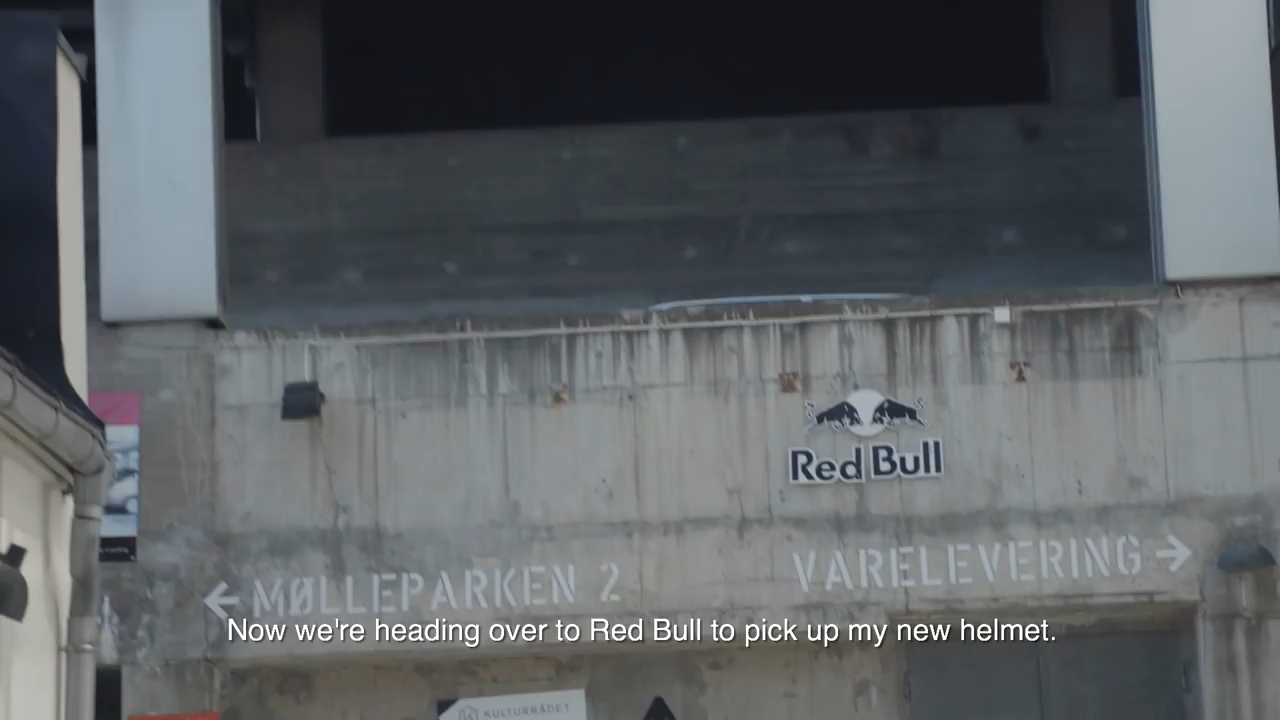 Red Bull
VARELEVERING →
← MØLLEPARKEN 2
Now we're heading over to Red Bull to pick up my new helmet.
KULTURRÅDET